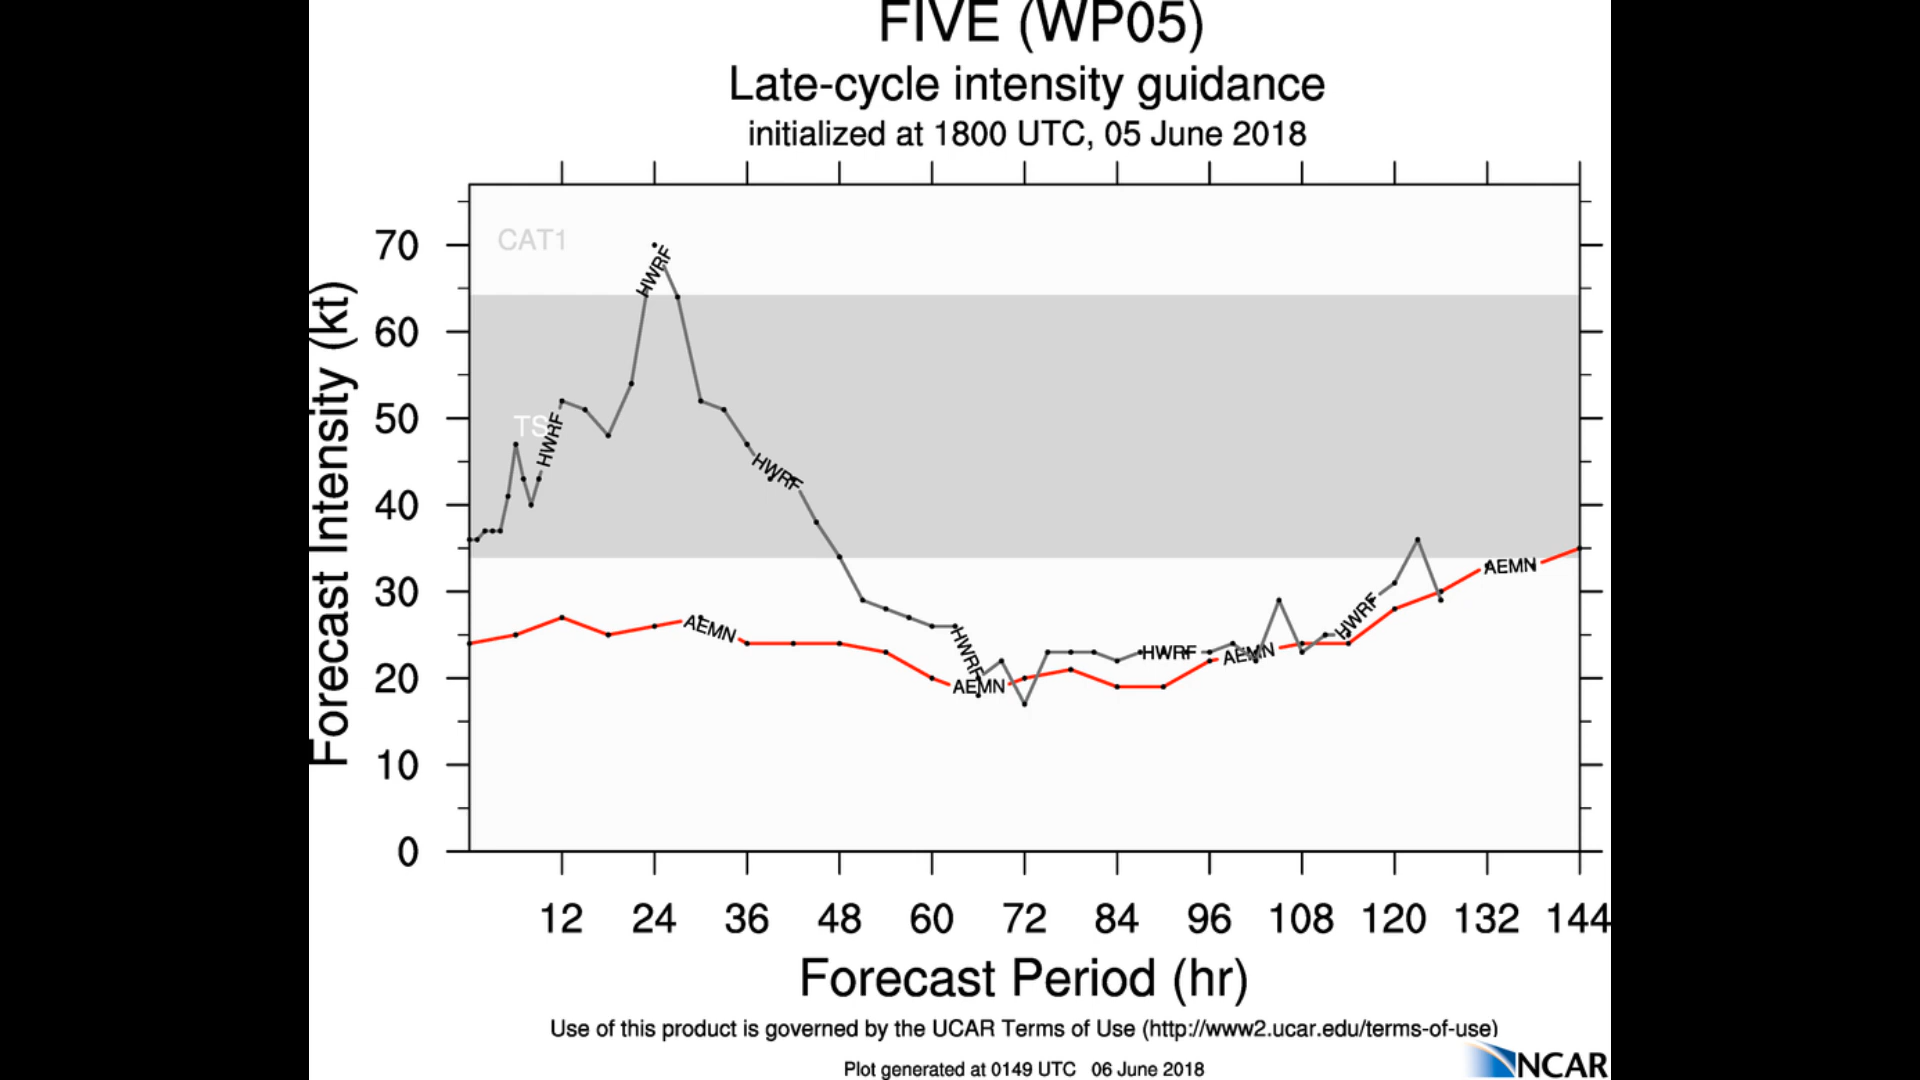 FIVE (WP05)
Late-cycle intensity guidance
initialized at 1800 UTC, 05 June 2018
CAT1
TS
HWRF
HWRF
HWRF
HWRF
HWRF
HWRF
AEMN
AEMN
AEMN
AEMN
Forecast Intensity (kt)
70
60
50
40
30
20
10
0
12 24 36 48 60 72 84 96 108 120 132 144
Forecast Period (hr)
Use of this product is governed by the UCAR Terms of Use (http://www2.ucar.edu/terms-of-use)
Plot generated at 0149 UTC 06 June 2018
NCAR